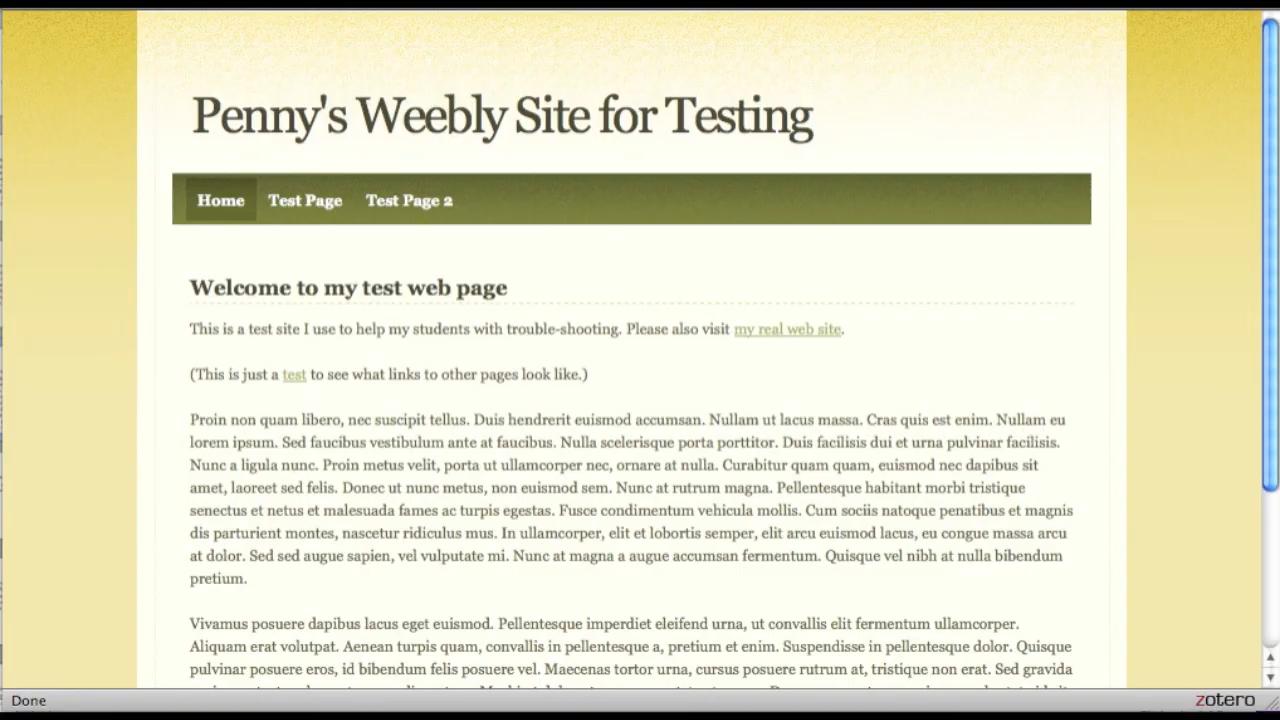 Penny's Weebly Site for Testing
Home Test Page Test Page 2
Welcome to my test web page
This is a test site I use to help my students with trouble-shooting. Please also visit my real web site.
(This is just a test to see what links to other pages look like.)
Proin non quam libero, nec suscipit tellus. Duis hendrerit euismod accumsan. Nullam ut lacus massa. Cras quis est enim. Nullam eu
lorem ipsum. Sed faucibus vestibulum ante at faucibus. Nulla scelerisque porta porttitor. Duis facilisis dui et urna pulvinar facilisis.
Nunc a ligula nunc. Proin metus velit, porta ut ullamcorper nec, ornare at nulla. Curabitur quam quam, euismod nec dapibus sit
amet, laoreet sed felis. Donec ut nunc metus, non euismod sem. Nunc at rutrum magna. Pellentesque habitant morbi tristique
senectus et netus et malesuada fames ac turpis egestas. Fusce condimentum vehicula mollis. Cum sociis natoque penatibus et magnis
dis parturient montes, nascetur ridiculus mus. In ullamcorper, elit et lobortis semper, elit arcu euismod lacus, eu congue massa arcu
at dolor. Sed sed augue sapien, vel vulputate mi. Nunc at magna a augue accumsan fermentum. Quisque vel nibh at nulla bibendum
pretium.
Vivamus posuere dapibus lacus eget euismod. Pellentesque imperdiet eleifend urna, ut convallis elit fermentum ullamcorper.
Aliquam erat volutpat. Aenean turpis quam, convallis in pellentesque a, pretium et enim. Suspendisse in pellentesque dolor. Quisque
pulvinar posuere eros, id bibendum felis posuere vel. Maecenas tortor urna, cursus posuere rutrum at, tristique non erat. Sed gravida
Done
zotero